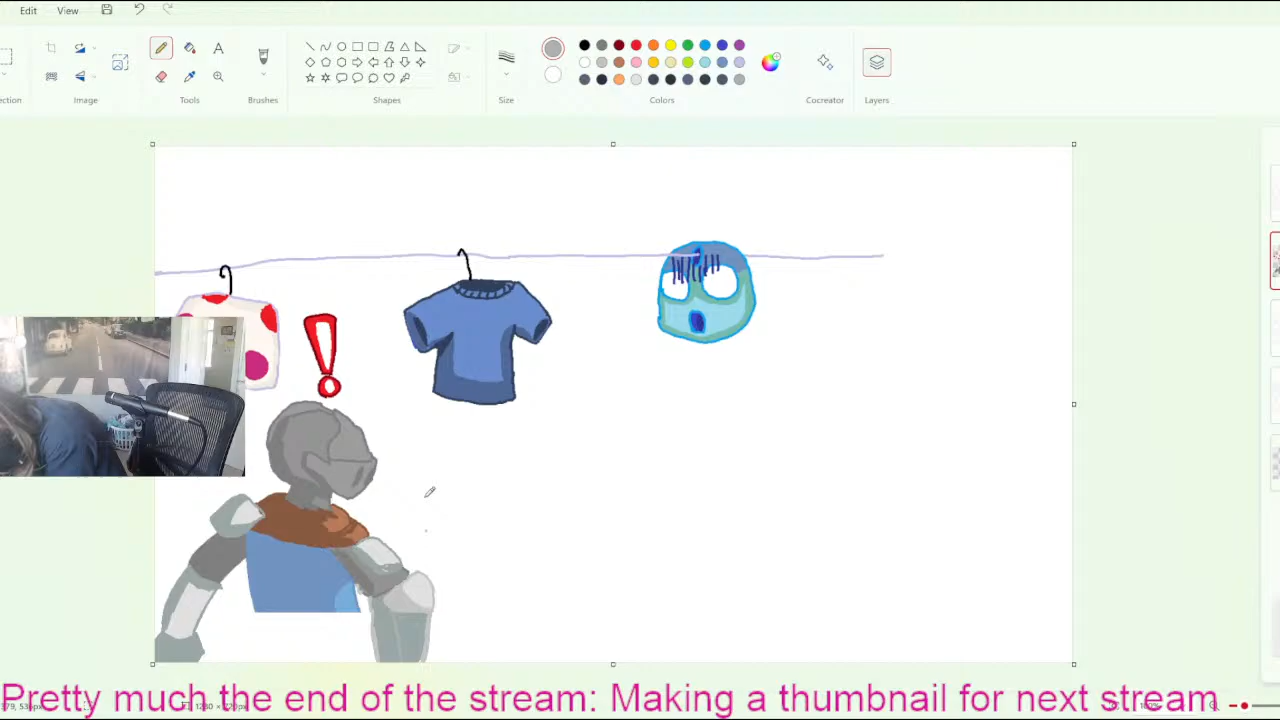 Edit View
A
ction Image Tools Brushes Shapes Size Colors Cocreator Layers
!
Pretty much the end of the stream: Making a thumbnail for next stream